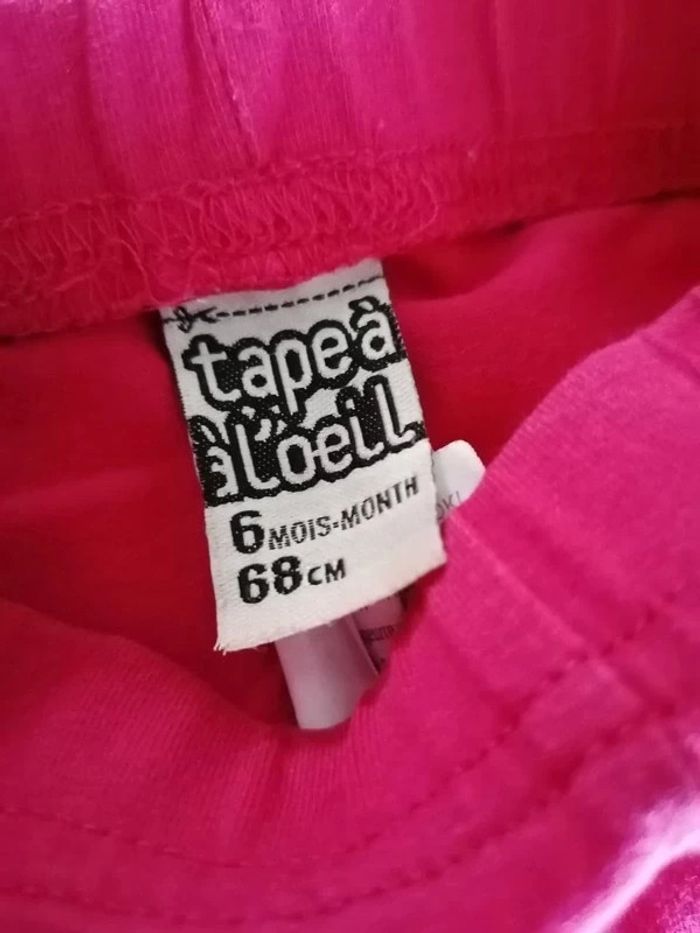 tape à
à l'oeil
6 MOIS-MONTH
68 CM